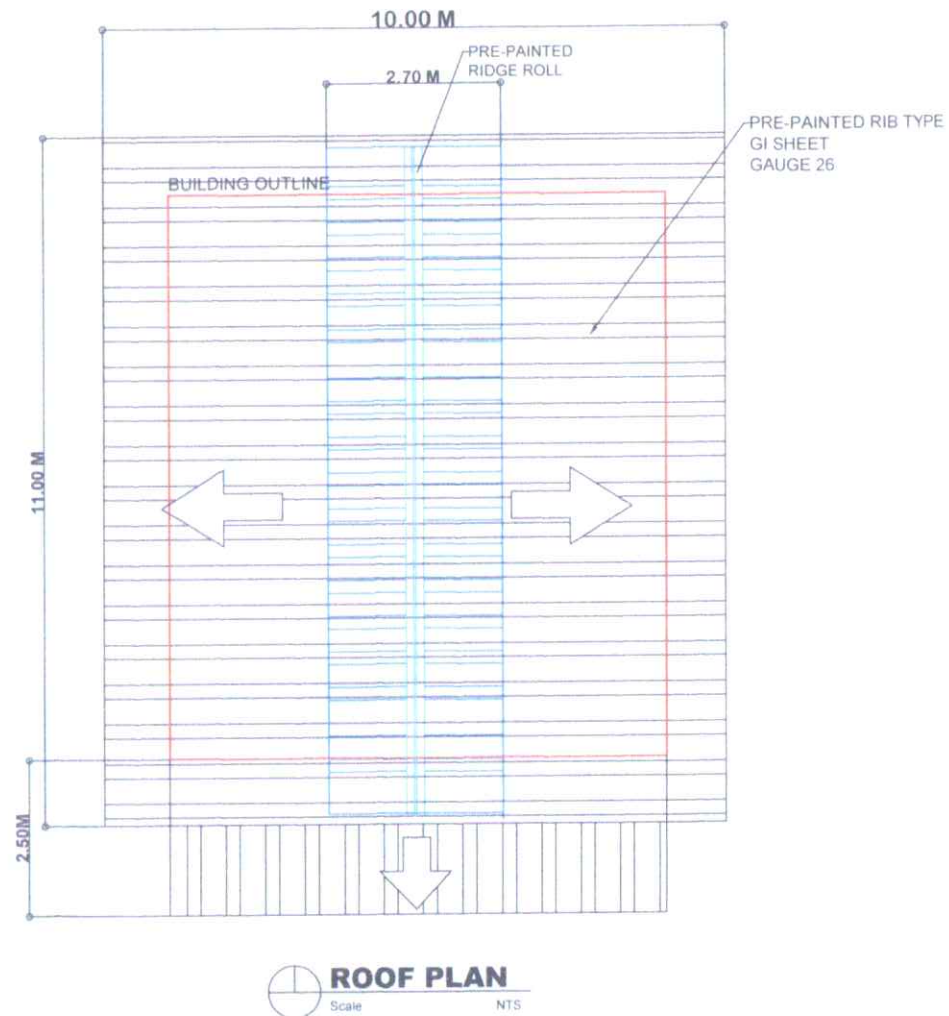 10.00 M
PRE-PAINTED
RIDGE ROLL
2.70 M
PRE-PAINTED RIB TYPE
GI SHEET
GAUGE 26
BUILDING OUTLINE
11.00 M
2.50M
ROOF PLAN
Scale NTS